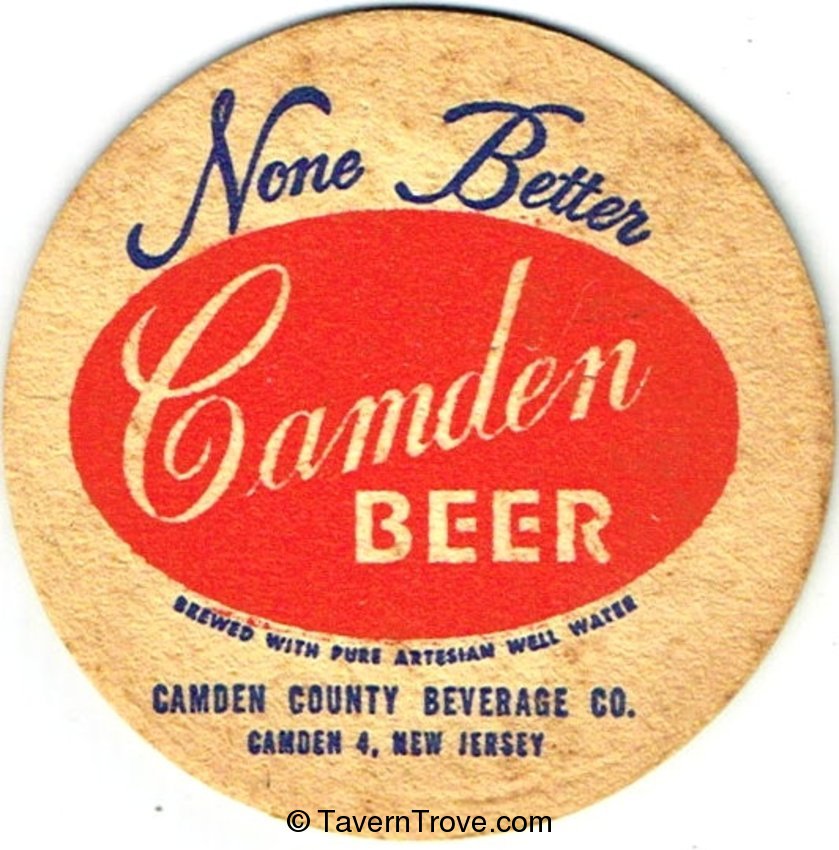 None Better
Camden
BEER
BREWED WITH PURE ARTESIAN WELL WATER
CAMDEN COUNTY BEVERAGE CO.
CAMDEN 4, NEW JERSEY
© TavernTrove.com